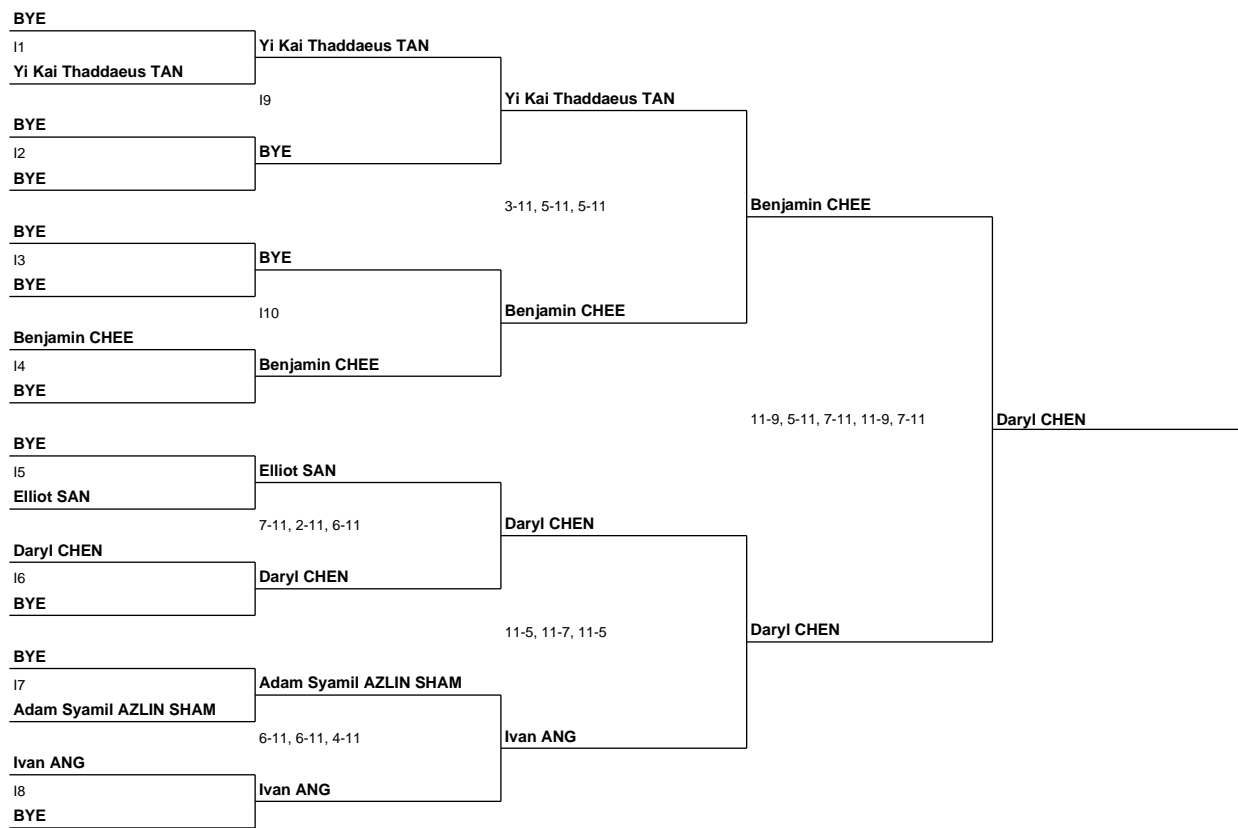 BYE
I1
Yi Kai Thaddaeus TAN
BYE
I2
BYE
BYE
I3
BYE
Benjamin CHEE
I4
BYE
BYE
I5
Elliot SAN
Daryl CHEN
I6
BYE
BYE
I7
Adam Syamil AZLIN SHAM
Ivan ANG
I8
BYE
Yi Kai Thaddaeus TAN
I9
BYE
BYE
I10
Benjamin CHEE
Elliot SAN
7-11, 2-11, 6-11
Daryl CHEN
Adam Syamil AZLIN SHAM
6-11, 6-11, 4-11
Ivan ANG
Yi Kai Thaddaeus TAN
3-11, 5-11, 5-11
Benjamin CHEE
Daryl CHEN
11-5, 11-7, 11-5
Ivan ANG
Benjamin CHEE
11-9, 5-11, 7-11, 11-9, 7-11
Daryl CHEN
Daryl CHEN